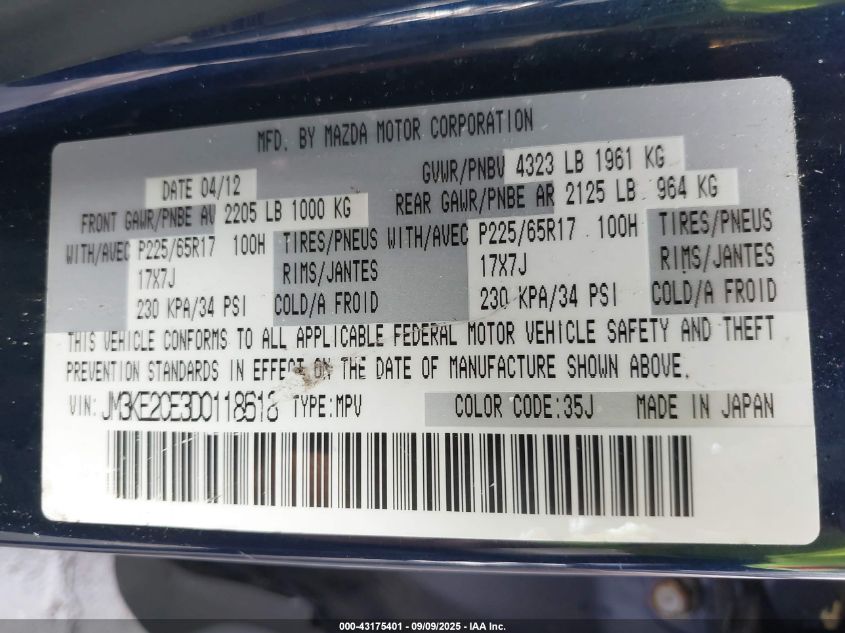 MFD. BY MAZDA MOTOR CORPORATION
DATE 04/12 GVWR/PNBV 4323 LB 1961 KG
FRONT GAWR/PNBE AV 2205 LB 1000 KG REAR GAWR/PNBE AR 2125 LB 964 KG
WITH/AVEC P225/65R17 100H TIRES/PNEUS WITH/AVEC P225/65R17 100H TIRES/PNEUS
17X7J RIMS/JANTES 17X7J RIMS/JANTES
230 KPA/34 PSI COLD/A FROID 230 KPA/34 PSI COLD/A FROID
THIS VEHICLE CONFORMS TO ALL APPLICABLE FEDERAL MOTOR VEHICLE SAFETY AND THEFT
PREVENTION STANDARDS IN EFFECT ON THE DATE OF MANUFACTURE SHOWN ABOVE.
VIN: JM3KE2CE3D0118618 TYPE:MPV COLOR CODE:35J MADE IN JAPAN
000-43175401 - 09/09/2025 - IAA Inc.